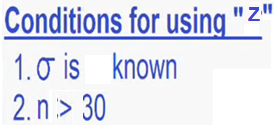 Conditions for using "z"
1. σ is known
2. n > 30